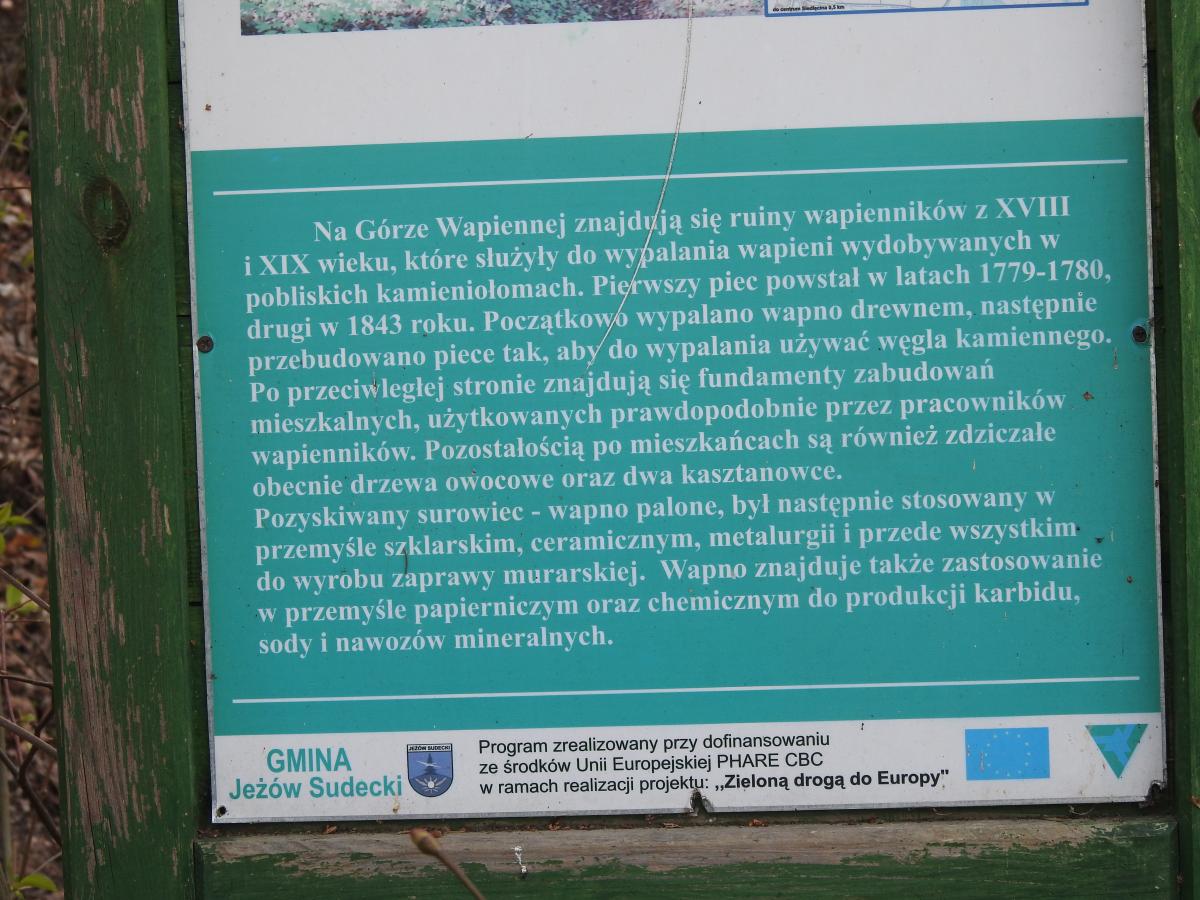 do centrum Siedlęcina 0,5 km
Na Górze Wapiennej znajdują się ruiny wapienników z XVIII
i XIX wieku, które służyły do wypalania wapieni wydobywanych w
pobliskich kamieniołomach. Pierwszy piec powstał w latach 1779-1780,
drugi w 1843 roku. Początkowo wypalano wapno drewnem, następnie
przebudowano piece tak, aby do wypalania używać węgla kamiennego.
Po przeciwległej stronie znajdują się fundamenty zabudowań
mieszkalnych, użytkowanych prawdopodobnie przez pracowników
wapienników. Pozostałością po mieszkańcach są również zdziczałe
obecnie drzewa owocowe oraz dwa kasztanowce.
Pozyskiwany surowiec - wapno palone, był następnie stosowany w
przemyśle szklarskim, ceramicznym, metalurgii i przede wszystkim
do wyrobu zaprawy murarskiej. Wapno znajduje także zastosowanie
w przemyśle papierniczym oraz chemicznym do produkcji karbidu,
sody i nawozów mineralnych.
GMINA
Jeżów Sudecki
JEŻÓW SUDECKI
Program zrealizowany przy dofinansowaniu
ze środków Unii Europejskiej PHARE CBC
w ramach realizacji projektu: ,,Zieloną drogą do Europy"